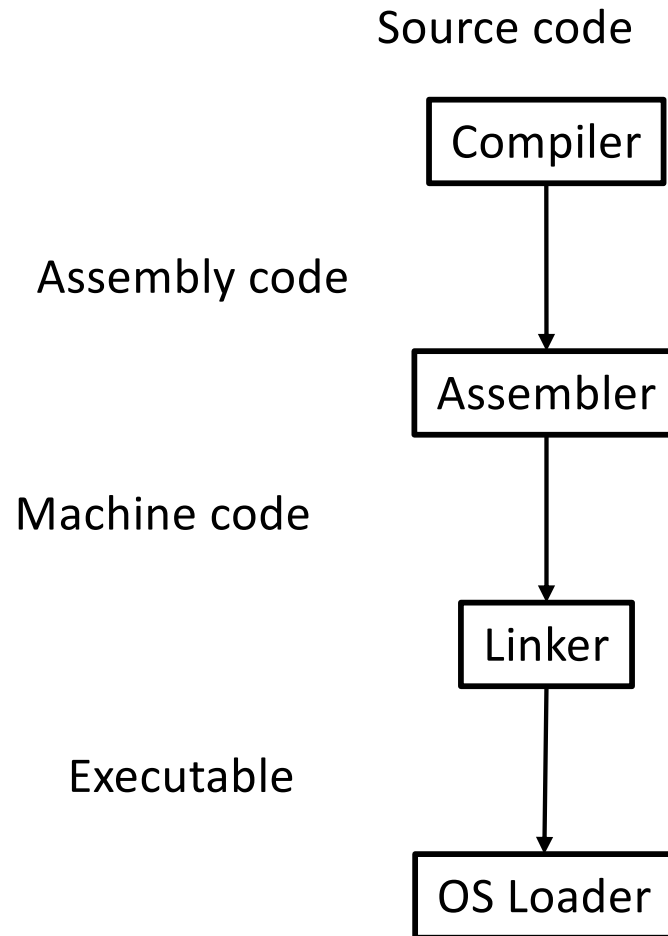 Source code
Compiler
Assembly code
Assembler
Machine code
Linker
Executable
OS Loader